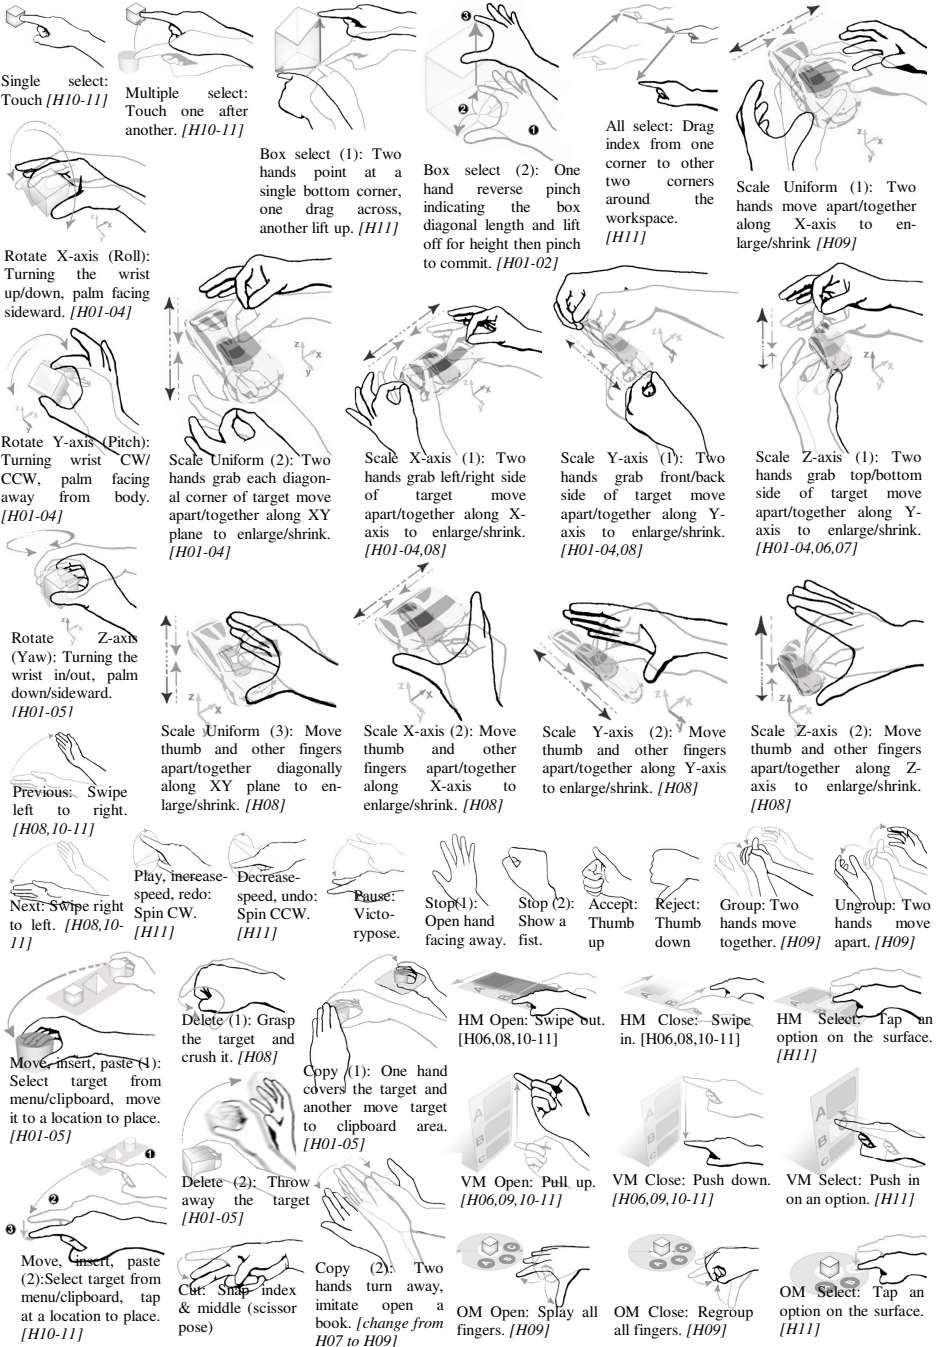 Single select:
Touch [H10-11]
Multiple select:
Touch one after
another. [H10-11]
Box select (1): Two
hands point at a
single bottom corner,
one drag across,
another lift up. [H11]
3
2
1
Box select (2): One
hand reverse pinch
indicating the box
diagonal length and lift
off for height then pinch
to commit. [H01-02]
All select: Drag
index from one
corner to other
two corners
around the
workspace.
[H11]
z
x
y
Scale Uniform (1): Two
hands move apart/together
along X-axis to en-
large/shrink [H09]
z
x
y
Rotate X-axis (Roll):
Turning the wrist
up/down, palm facing
sideward. [H01-04]
z
x
y
Rotate Y-axis (Pitch):
Turning wrist CW/
CCW, palm facing
away from body.
[H01-04]
z
x
y
Scale Uniform (2): Two
hands grab each diagon-
al corner of target move
apart/together along XY
plane to enlarge/shrink.
[H01-04]
z
x
y
Scale X-axis (1): Two
hands grab left/right side
of target move
apart/together along X-
axis to enlarge/shrink.
[H01-04,08]
z
x
y
Scale Y-axis (1): Two
hands grab front/back
side of target move
apart/together along Y-
axis to enlarge/shrink.
[H01-04,08]
z
x
y
Scale Z-axis (1): Two
hands grab top/bottom
side of target move
apart/together along Y-
axis to enlarge/shrink.
[H01-04,06,07]
z
x
y
Rotate Z-axis
(Yaw): Turning the
wrist in/out, palm
down/sideward.
[H01-05]
z
x
y
Scale Uniform (3): Move
thumb and other fingers
apart/together diagonally
along XY plane to en-
large/shrink. [H08]
z
x
y
Scale X-axis (2): Move
thumb and other
fingers apart/together
along X-axis to
enlarge/shrink. [H08]
z
x
y
Scale Y-axis (2): Move
thumb and other fingers
apart/together along Y-axis
to enlarge/shrink. [H08]
z
x
y
Scale Z-axis (2): Move
thumb and other fingers
apart/together along Z-
axis to enlarge/shrink.
[H08]
Previous: Swipe
left to right.
[H08,10-11]
Next: Swipe right
to left. [H08,10-
11]
Play, increase-
speed, redo:
Spin CW.
[H11]
Decrease-
speed, undo:
Spin CCW.
[H11]
Pause:
Victo-
rypose.
Stop(1):
Open hand
facing away.
Stop (2):
Show a
fist.
Accept:
Thumb
up
Reject:
Thumb
down
Group: Two
hands move
together. [H09]
Ungroup: Two
hands move
apart. [H09]
Move, insert, paste (1):
Select target from
menu/clipboard, move
it to a location to place.
[H01-05]
Delete (1): Grasp
the target and
crush it. [H08]
Copy (1): One hand
covers the target and
another move target
to clipboard area.
[H01-05]
A
B
HM Open: Swipe out.
[H06,08,10-11]
HM Close: Swipe
in. [H06,08,10-11]
A
HM Select: Tap an
option on the surface.
[H11]
1
2
3
Move, insert, paste
(2):Select target from
menu/clipboard, tap
at a location to place.
[H10-11]
Delete (2): Throw
away the target
[H01-05]
Cut: Snap index
& middle (scissor
pose)
Copy (2): Two
hands turn away,
imitate open a
book. [change from
H07 to H09]
A
B
C
VM Open: Pull up.
[H06,09,10-11]
VM Close: Push down.
[H06,09,10-11]
A
B
C
VM Select: Push in
on an option. [H11]
OM Open: Splay all
fingers. [H09]
OM Close: Regroup
all fingers. [H09]
OM Select: Tap an
option on the surface.
[H11]